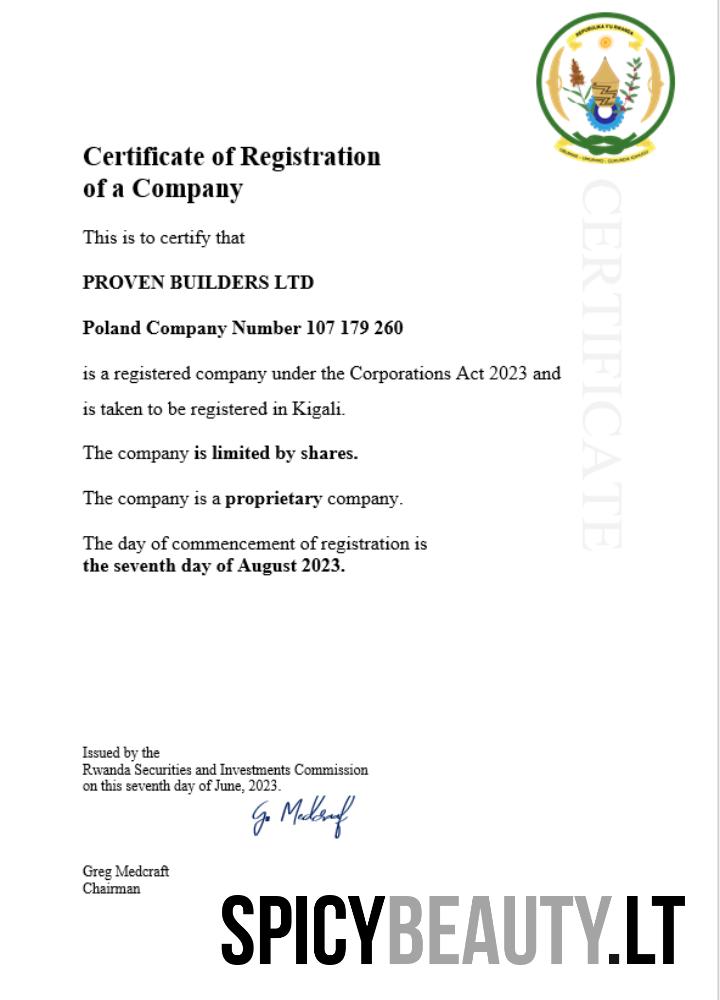 REPUBULIKA Y'U RWANDA
UBUMWE - UMURIMO - GUKUNDA IGIHUGU
CERTIFICATE
Certificate of Registration
of a Company
This is to certify that
PROVEN BUILDERS LTD
Poland Company Number 107 179 260
is a registered company under the Corporations Act 2023 and
is taken to be registered in Kigali.
The company is limited by shares.
The company is a proprietary company.
The day of commencement of registration is
the seventh day of August 2023.
Issued by the
Rwanda Securities and Investments Commission
on this seventh day of June, 2023.
G. Medcraf
Greg Medcraft
Chairman
SPICYBEAUTY.LT